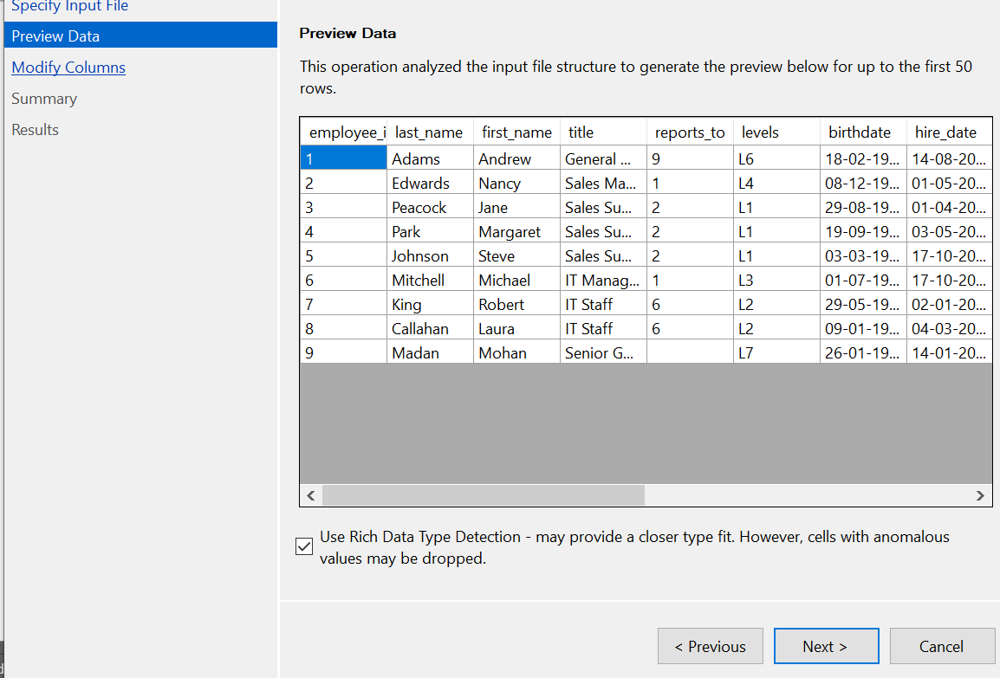 Specify Input File
Preview Data
Modify Columns
Summary
Results
Preview Data
This operation analyzed the input file structure to generate the preview below for up to the first 50
rows.
employee_i last_name first_name title reports_to levels birthdate hire_date
1 Adams Andrew General ... 9 L6 18-02-19... 14-08-20...
2 Edwards Nancy Sales Ma... 1 L4 08-12-19... 01-05-20...
3 Peacock Jane Sales Su... 2 L1 29-08-19... 01-04-20...
4 Park Margaret Sales Su... 2 L1 19-09-19... 03-05-20...
5 Johnson Steve Sales Su... 2 L1 03-03-19... 17-10-20...
6 Mitchell Michael IT Manag... 1 L3 01-07-19... 17-10-20...
7 King Robert IT Staff 6 L2 29-05-19... 02-01-20...
8 Callahan Laura IT Staff 6 L2 09-01-19... 04-03-20...
9 Madan Mohan Senior G... L7 26-01-19... 14-01-20...
Use Rich Data Type Detection - may provide a closer type fit. However, cells with anomalous
values may be dropped.
< Previous Next > Cancel